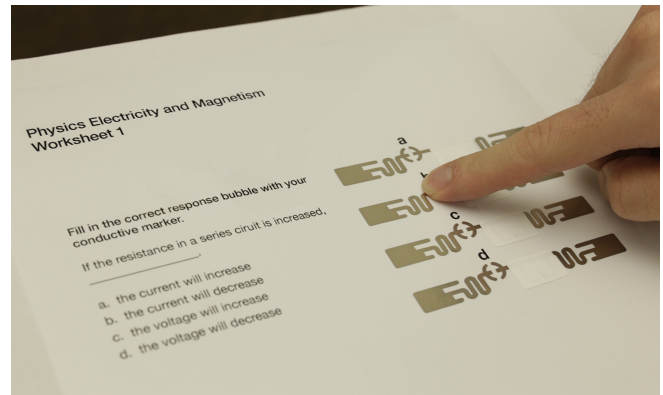 Physics Electricity and Magnetism
Worksheet 1
Fill in the correct response bubble with your
conductive marker.
If the resistance in a series ciruit is increased,
____________.
a. the current will increase
b. the current will decrease
c. the voltage will increase
d. the voltage will decrease
a
c
d